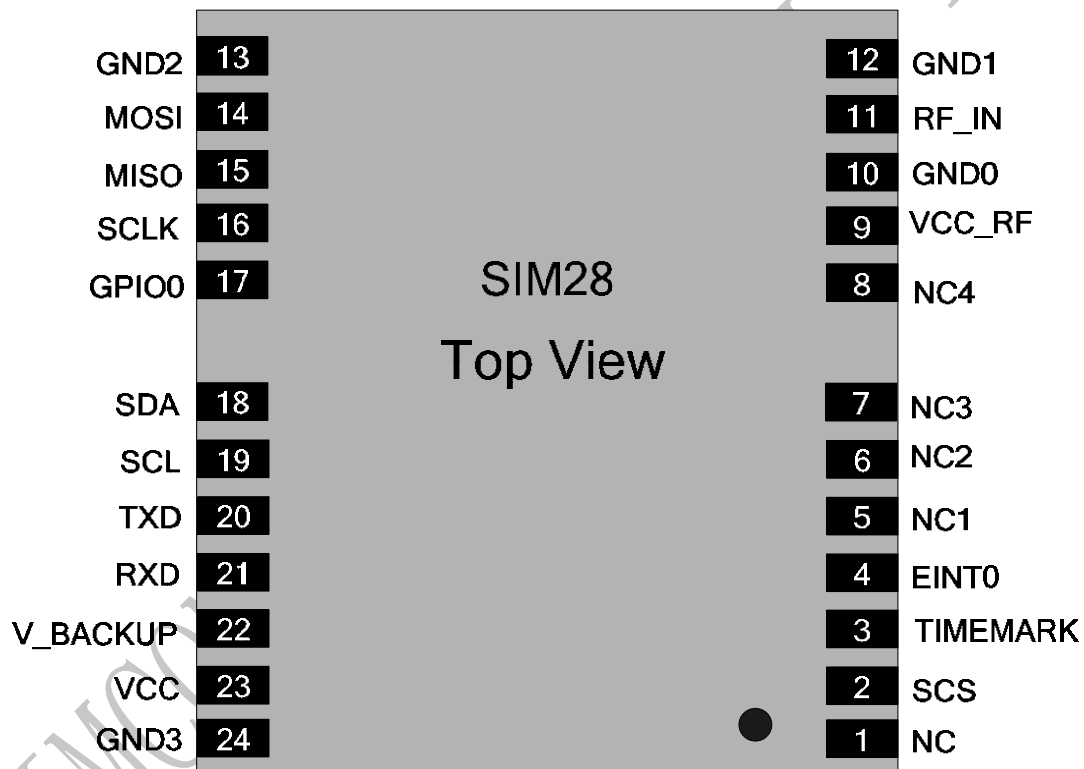 GND2 13 12 GND1
MOSI 14 11 RF_IN
MISO 15 10 GND0
SCLK 16 9 VCC_RF
GPIO0 17 SIM28 8 NC4
Top View
SDA 18 7 NC3
SCL 19 6 NC2
TXD 20 5 NC1
RXD 21 4 EINT0
V_BACKUP 22 3 TIMEMARK
VCC 23 2 SCS
GND3 24 1 NC